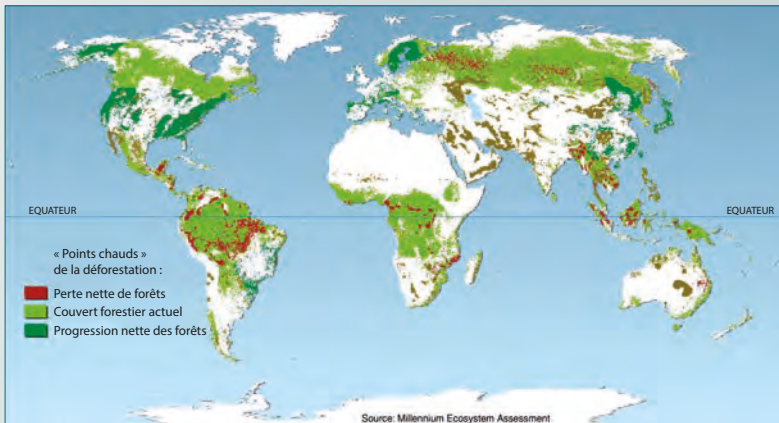 EQUATEUR
EQUATEUR
« Points chauds »
de la déforestation :
Perte nette de forêts
Couvert forestier actuel
Progression nette des forêts
Source: Millennium Ecosystem Assessment